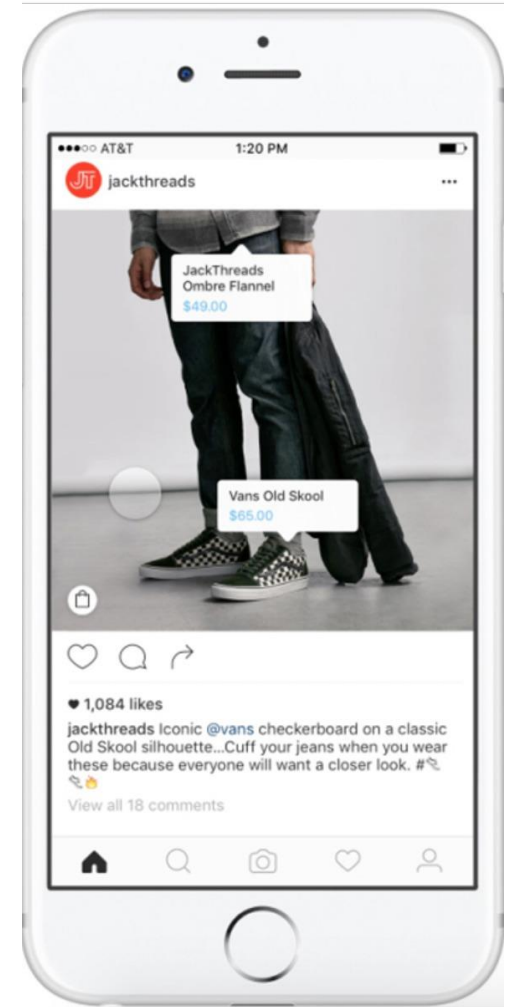 AT&T 1:20 PM
JT jackthreads
JackThreads
Ombre Flannel
$49.00
Vans Old Skool
$65.00
1,084 likes
jackthreads Iconic @vans checkerboard on a classic
Old Skool silhouette...Cuff your jeans when you wear
these because everyone will want a closer look. #👟
👟🔥
View all 18 comments